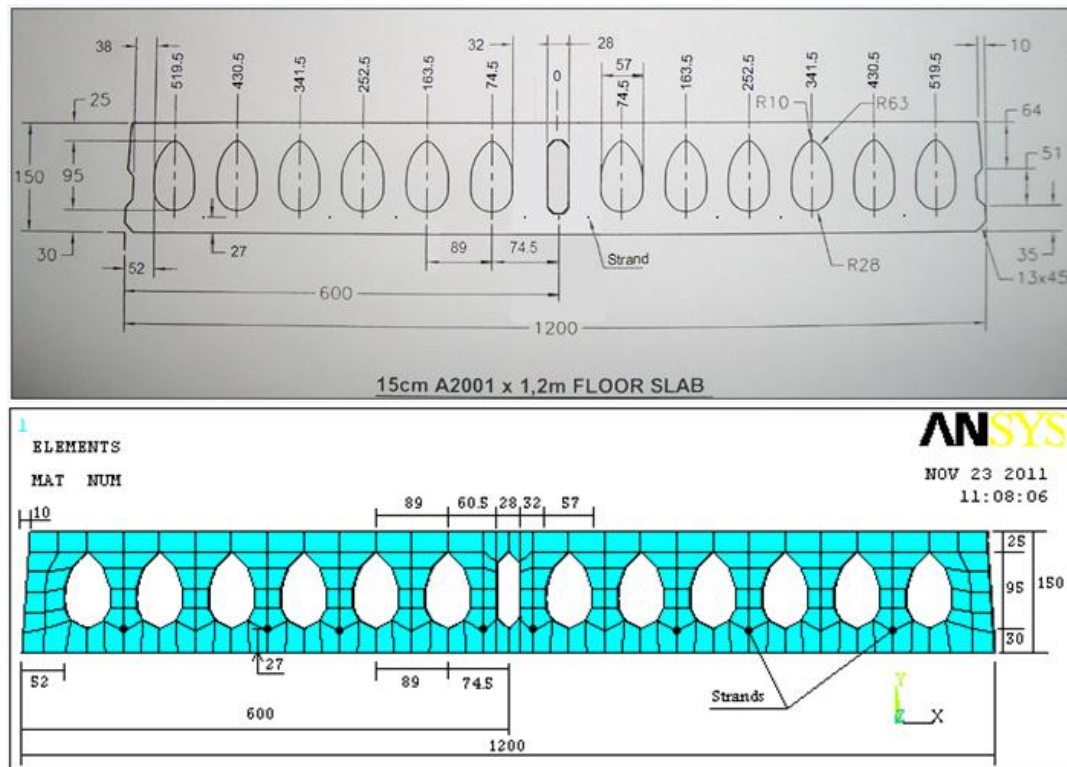 38 32 28 10
519.5 430.5 341.5 252.5 163.5 74.5 0 57 74.5 163.5 252.5 341.5 430.5 519.5
25 R10 R63 64
150 95 51
30 27 89 74.5 Strand R28 35
52 13x45
600
1200
15cm A2001 x 1,2m FLOOR SLAB
1
ELEMENTS
MAT NUM
ANSYS
NOV 23 2011
11:08:06
10 89 60.5 28 32 57
25
95 150
30
27
52 89 74.5 Strands
Y
Z X
600
1200